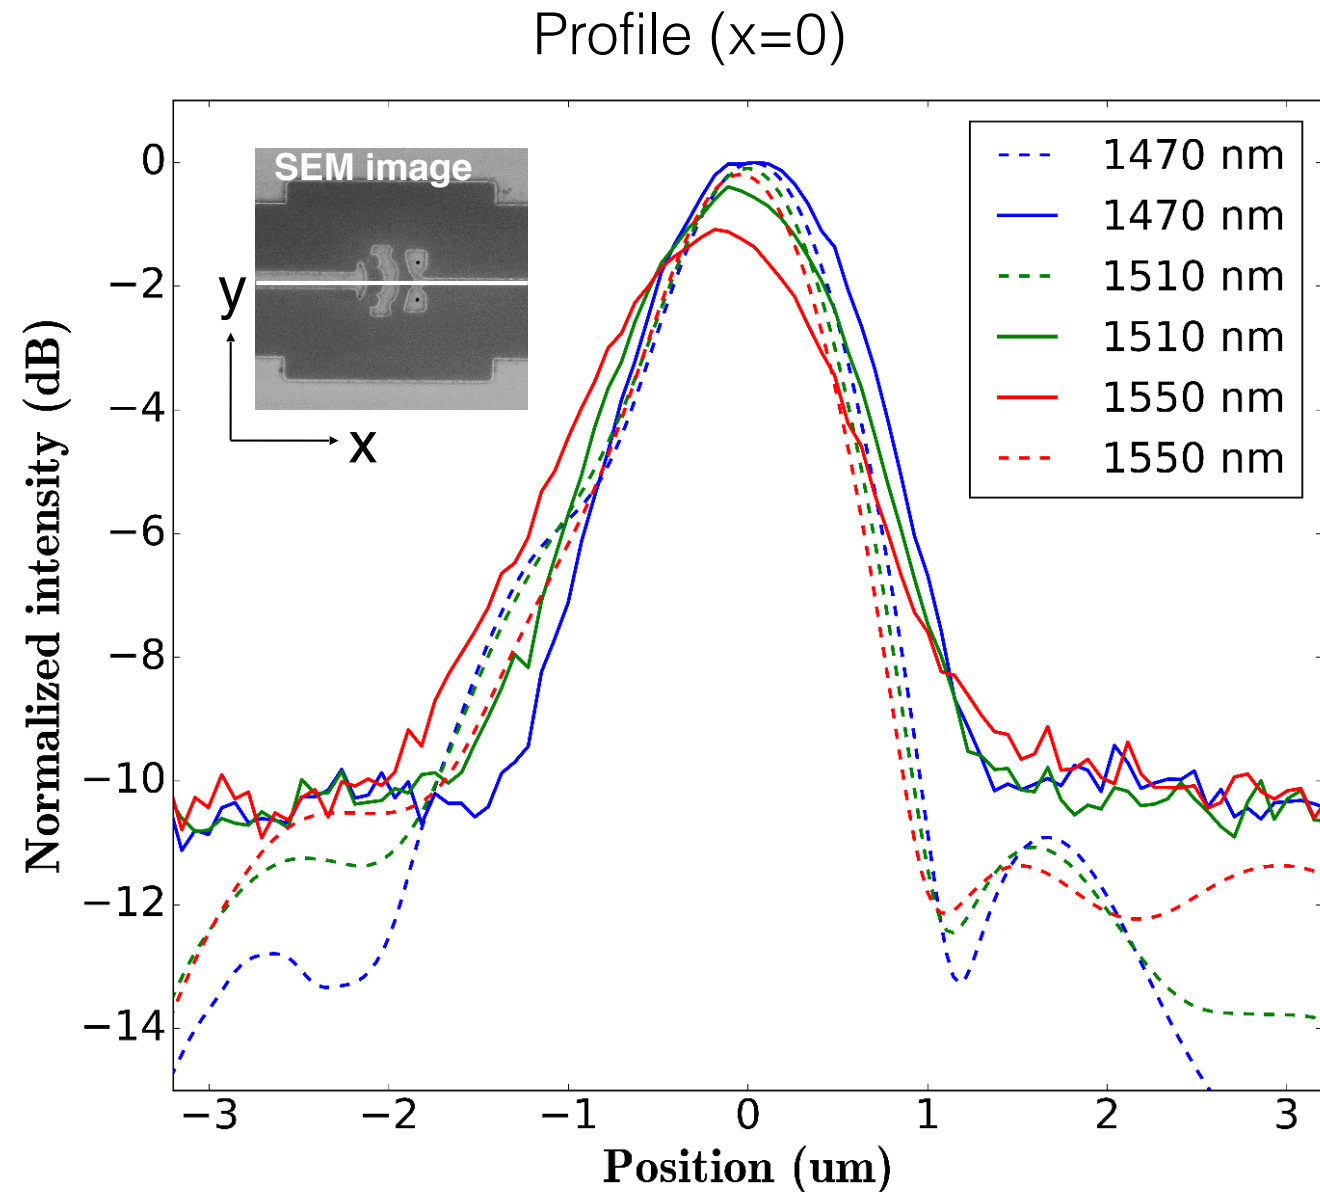 Profile (x=0)
SEM image
y
x
1470 nm
1470 nm
1510 nm
1510 nm
1550 nm
1550 nm
Normalized intensity (dB)
0
−2
−4
−6
−8
−10
−12
−14
−3 −2 −1 0 1 2 3
Position (um)